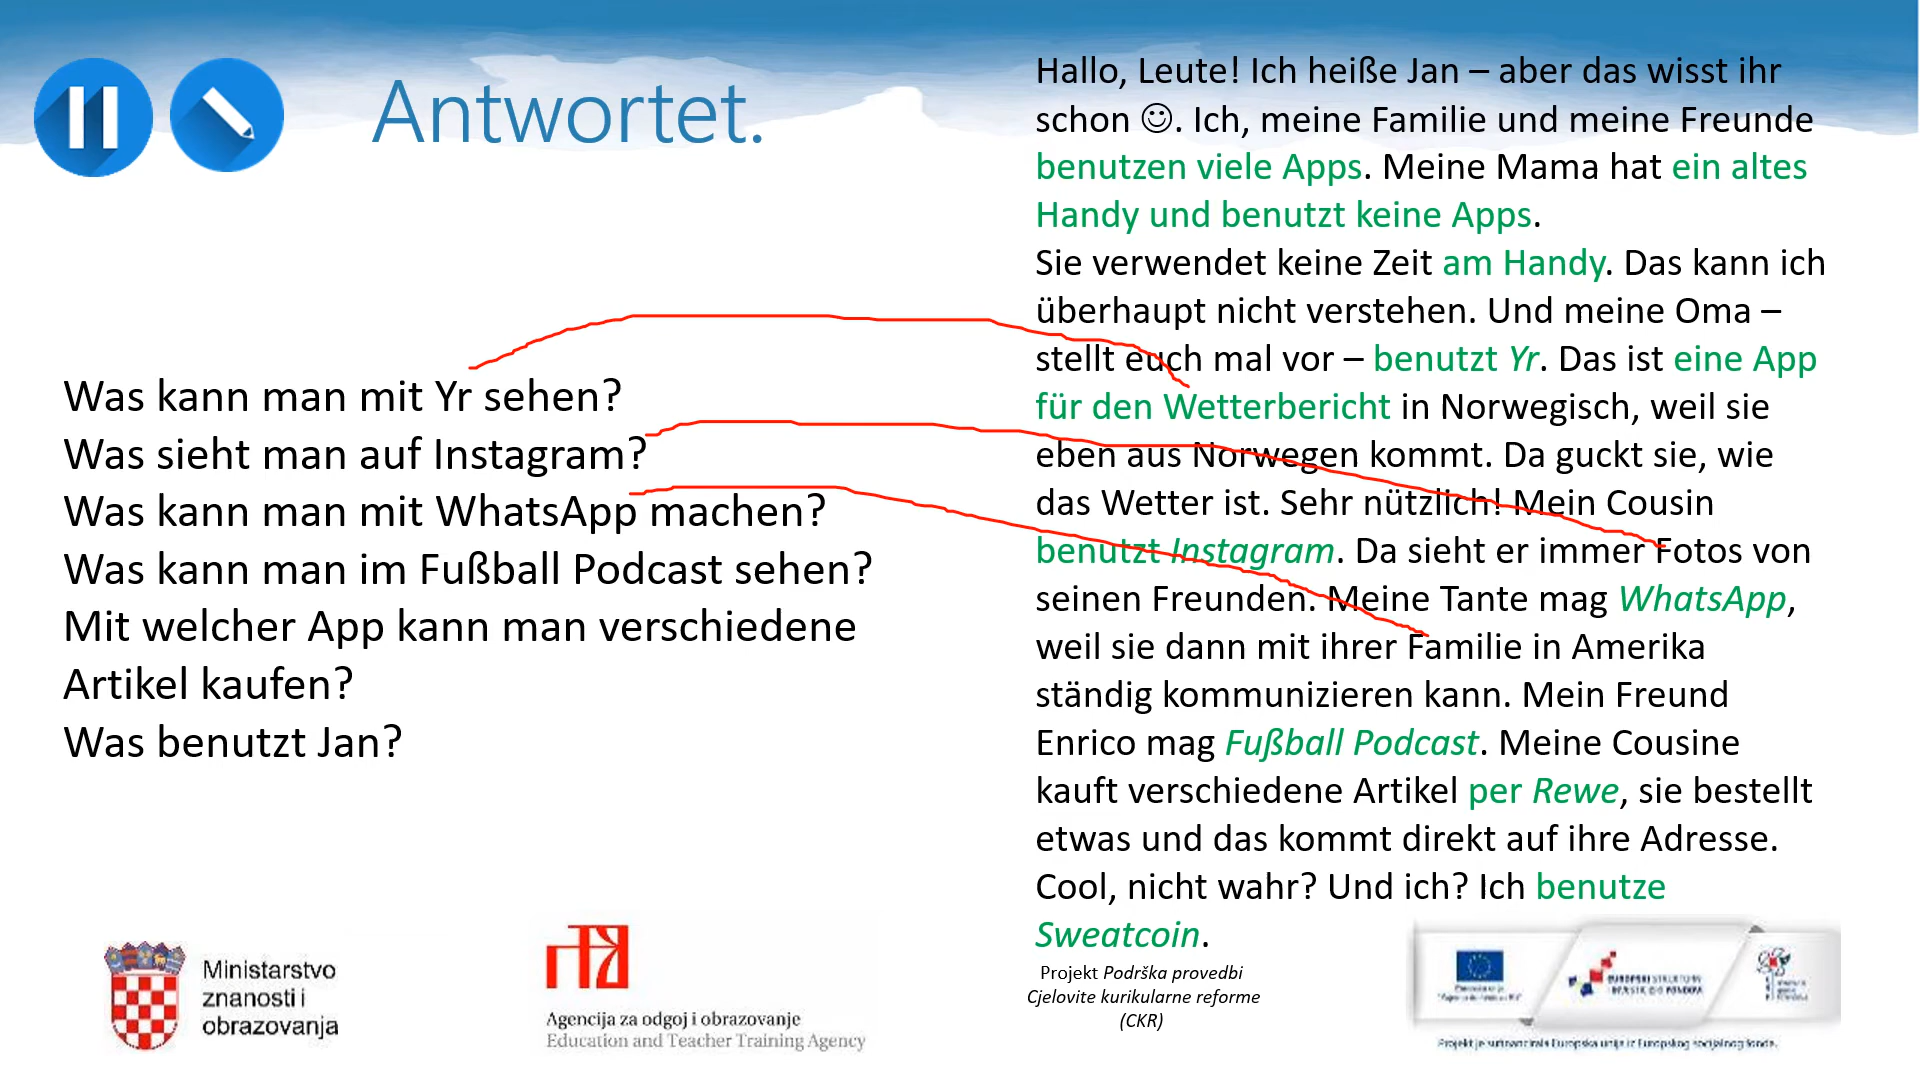 Antwortet.
Was kann man mit Yr sehen?
Was sieht man auf Instagram?
Was kann man mit WhatsApp machen?
Was kann man im Fußball Podcast sehen?
Mit welcher App kann man verschiedene
Artikel kaufen?
Was benutzt Jan?
Hallo, Leute! Ich heiße Jan – aber das wisst ihr
schon ☺. Ich, meine Familie und meine Freunde
benutzen viele Apps. Meine Mama hat ein altes
Handy und benutzt keine Apps.
Sie verwendet keine Zeit am Handy. Das kann ich
überhaupt nicht verstehen. Und meine Oma –
stellt euch mal vor – benutzt Yr. Das ist eine App
für den Wetterbericht in Norwegisch, weil sie
eben aus Norwegen kommt. Da guckt sie, wie
das Wetter ist. Sehr nützlich! Mein Cousin
benutzt Instagram. Da sieht er immer Fotos von
seinen Freunden. Meine Tante mag WhatsApp,
weil sie dann mit ihrer Familie in Amerika
ständig kommunizieren kann. Mein Freund
Enrico mag Fußball Podcast. Meine Cousine
kauft verschiedene Artikel per Rewe, sie bestellt
etwas und das kommt direkt auf ihre Adresse.
Cool, nicht wahr? Und ich? Ich benutze
Sweatcoin.
Ministarstvo
znanosti i
obrazovanja
Agencija za odgoj i obrazovanje
Education and Teacher Training Agency
Projekt Podrška provedbi
Cjelovite kurikularne reforme
(CKR)
Projekt je sufinancirala Europska unija iz Europskog socijalnog fonda.